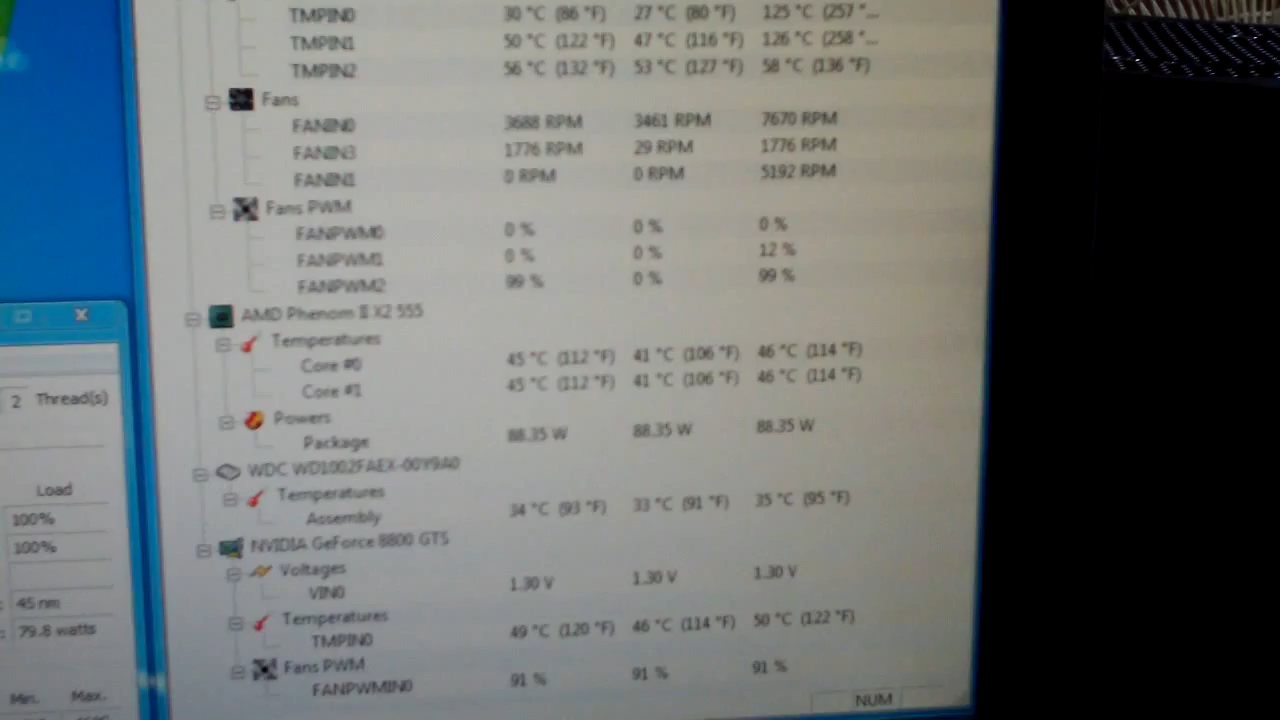 TMPIN0 30 °C (86 °F) 27 °C (80 °F) 125 °C (257 °...
TMPIN1 50 °C (122 °F) 47 °C (116 °F) 126 °C (258 °...
TMPIN2 56 °C (132 °F) 53 °C (127 °F) 58 °C (136 °F)
Fans
FANIN0 3688 RPM 3461 RPM 7670 RPM
FANIN3 1776 RPM 29 RPM 1776 RPM
FANIN1 0 RPM 0 RPM 5192 RPM
Fans PWM
FANPWM0 0 % 0 % 0 %
FANPWM1 0 % 0 % 12 %
FANPWM2 99 % 0 % 99 %
AMD Phenom II X2 555
Temperatures
Core #0 45 °C (112 °F) 41 °C (106 °F) 46 °C (114 °F)
Core #1 45 °C (112 °F) 41 °C (106 °F) 46 °C (114 °F)
Powers
Package 88.35 W 88.35 W 88.35 W
WDC WD1002FAEX-00Y9A0
Temperatures
Assembly 34 °C (93 °F) 33 °C (91 °F) 35 °C (95 °F)
NVIDIA GeForce 8800 GTS
Voltages
VIN0 1.30 V 1.30 V 1.30 V
Temperatures
TMPIN0 49 °C (120 °F) 46 °C (114 °F) 50 °C (122 °F)
Fans PWM
FANPWMIN0 91 % 91 % 91 %
NUM
2 Thread(s)
Load
100%
100%
45 nm
79.8 watts
Min. Max.